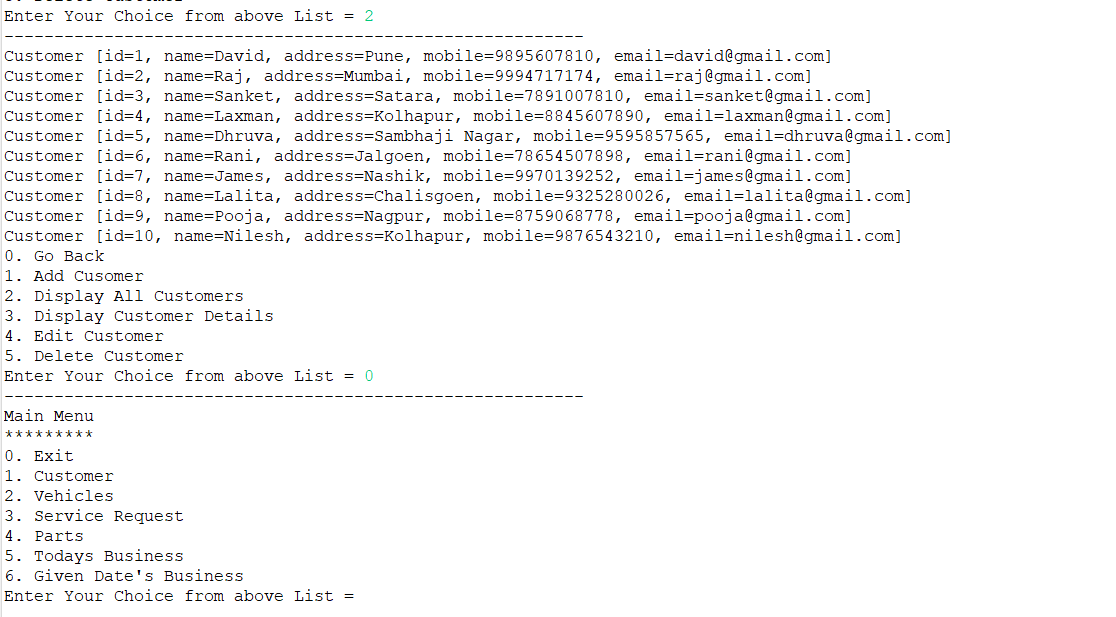 Enter Your Choice from above List = 2
----------------------------------------------------------
Customer [id=1, name=David, address=Pune, mobile=9895607810, email=david@gmail.com]
Customer [id=2, name=Raj, address=Mumbai, mobile=9994717174, email=raj@gmail.com]
Customer [id=3, name=Sanket, address=Satara, mobile=7891007810, email=sanket@gmail.com]
Customer [id=4, name=Laxman, address=Kolhapur, mobile=8845607890, email=laxman@gmail.com]
Customer [id=5, name=Dhruva, address=Sambhaji Nagar, mobile=9595857565, email=dhruva@gmail.com]
Customer [id=6, name=Rani, address=Jalgoen, mobile=78654507898, email=rani@gmail.com]
Customer [id=7, name=James, address=Nashik, mobile=9970139252, email=james@gmail.com]
Customer [id=8, name=Lalita, address=Chalisgoen, mobile=9325280026, email=lalita@gmail.com]
Customer [id=9, name=Pooja, address=Nagpur, mobile=8759068778, email=pooja@gmail.com]
Customer [id=10, name=Nilesh, address=Kolhapur, mobile=9876543210, email=nilesh@gmail.com]
0. Go Back
1. Add Cusomer
2. Display All Customers
3. Display Customer Details
4. Edit Customer
5. Delete Customer
Enter Your Choice from above List = 0
----------------------------------------------------------
Main Menu
*********
0. Exit
1. Customer
2. Vehicles
3. Service Request
4. Parts
5. Todays Business
6. Given Date's Business
Enter Your Choice from above List =